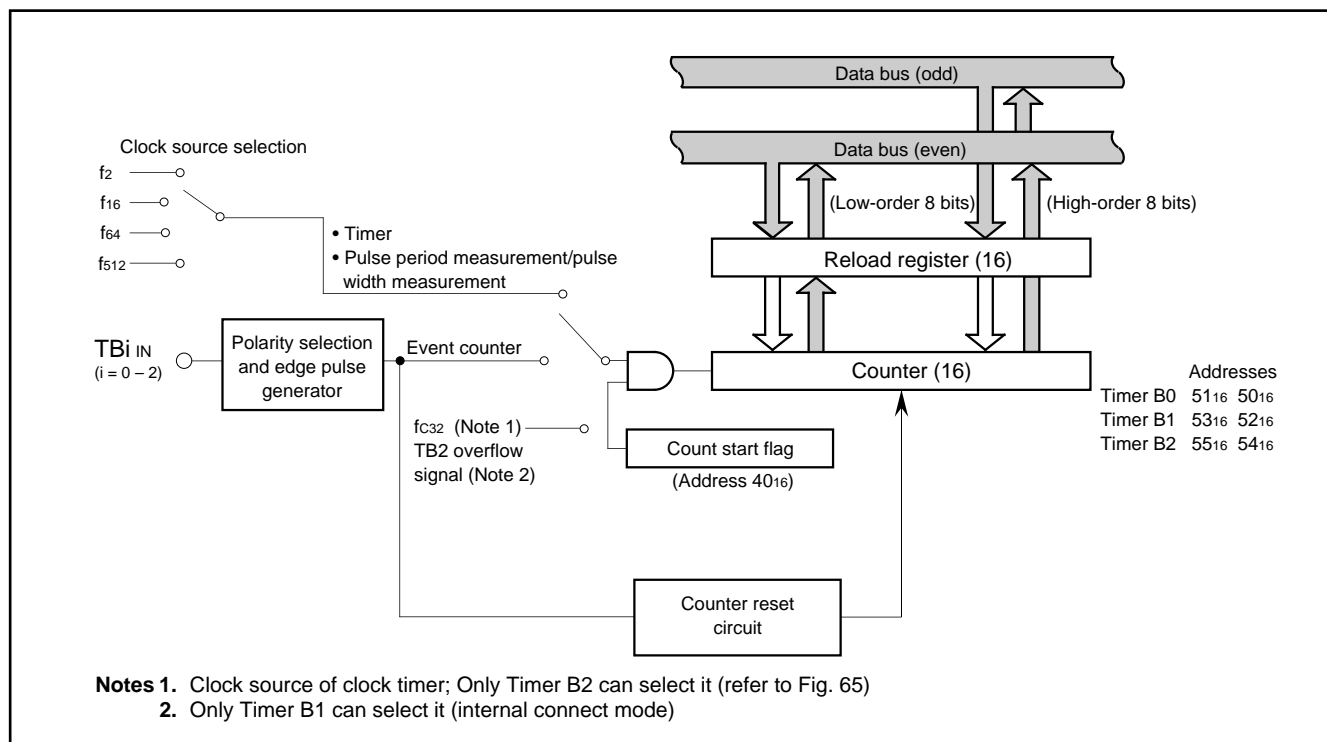 Data bus (odd)
Data bus (even)
(Low-order 8 bits)
(High-order 8 bits)
Clock source selection
f2
f16
f64
f512
• Timer
• Pulse period measurement/pulse
width measurement
Reload register (16)
TBi IN
(i = 0 – 2)
Polarity selection
and edge pulse
generator
Event counter
Counter (16)
Addresses
Timer B0 5116 5016
Timer B1 5316 5216
Timer B2 5516 5416
fC32 (Note 1)
TB2 overflow
signal (Note 2)
Count start flag
(Address 4016)
Counter reset
circuit
Notes 1. Clock source of clock timer; Only Timer B2 can select it (refer to Fig. 65)
2. Only Timer B1 can select it (internal connect mode)